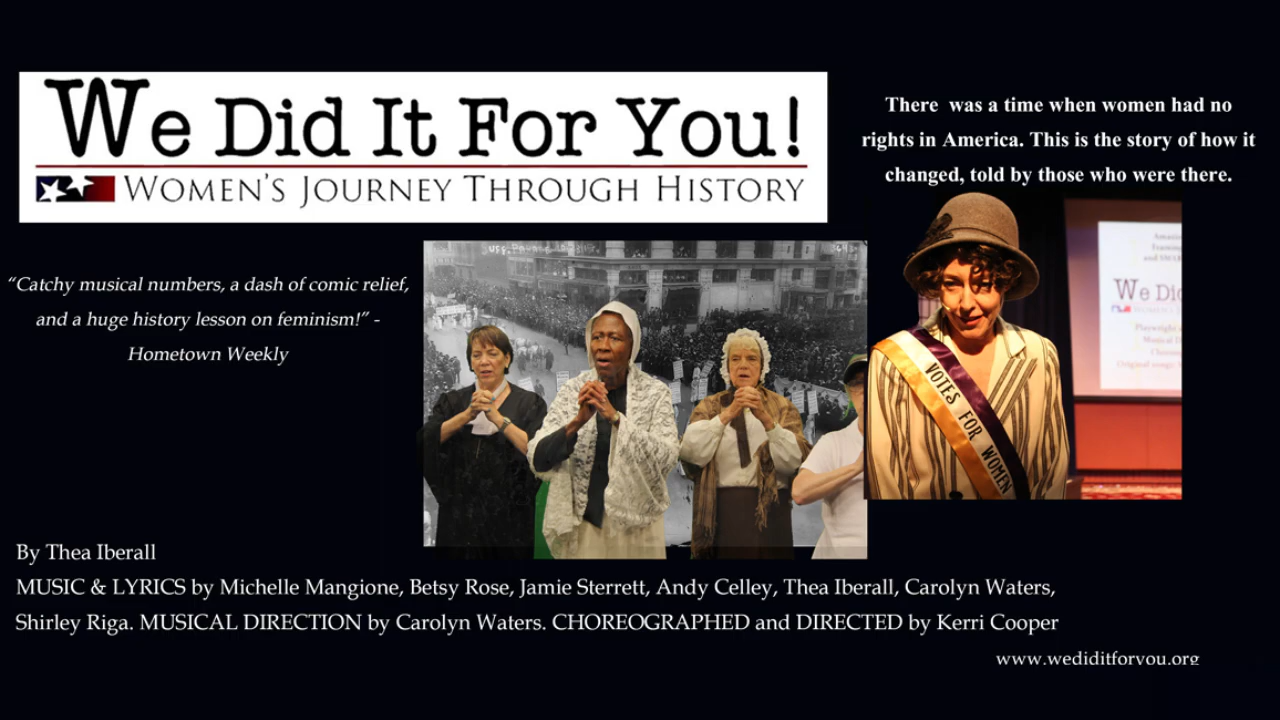 We Did It For You!
WOMEN'S JOURNEY THROUGH HISTORY
There was a time when women had no
rights in America. This is the story of how it
changed, told by those who were there.
“Catchy musical numbers, a dash of comic relief,
and a huge history lesson on feminism!” -
Hometown Weekly
VOTES FOR WOMEN
We Di
By Thea Iberall
MUSIC & LYRICS by Michelle Mangione, Betsy Rose, Jamie Sterrett, Andy Celley, Thea Iberall, Carolyn Waters,
Shirley Riga. MUSICAL DIRECTION by Carolyn Waters. CHOREOGRAPHED and DIRECTED by Kerri Cooper
www.wediditforyou.org